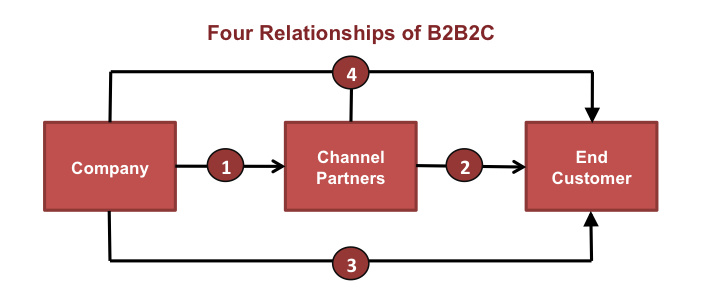 Four Relationships of B2B2C
4
Company
1
Channel
Partners
2
End
Customer
3